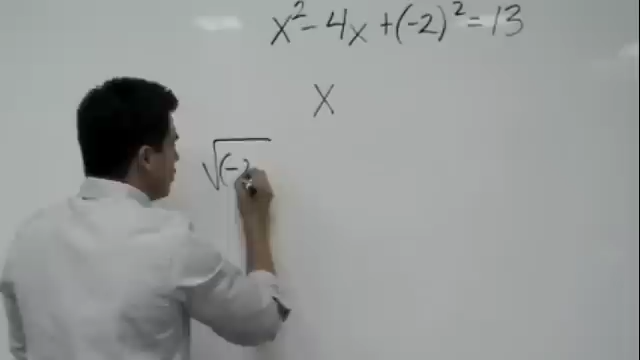 x² - 4x + (-2)² = 13
x
√(-2